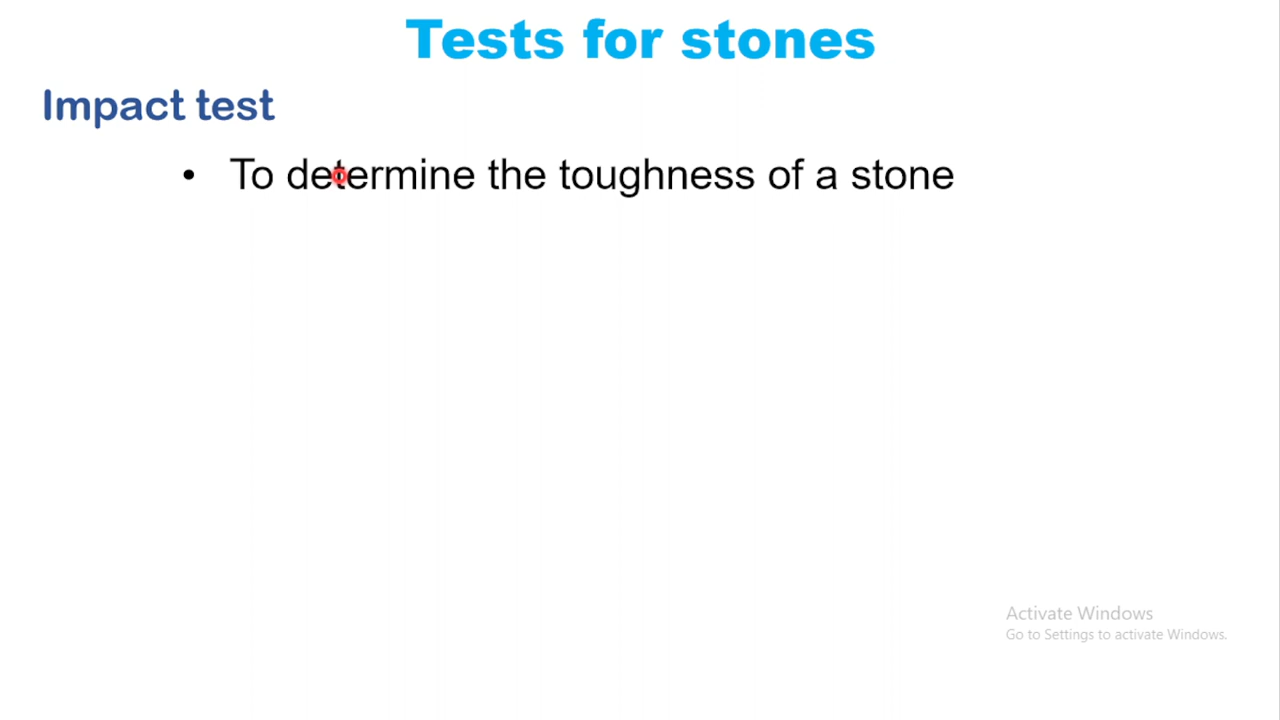 Tests for stones
Impact test
• To determine the toughness of a stone
Activate Windows
Go to Settings to activate Windows.